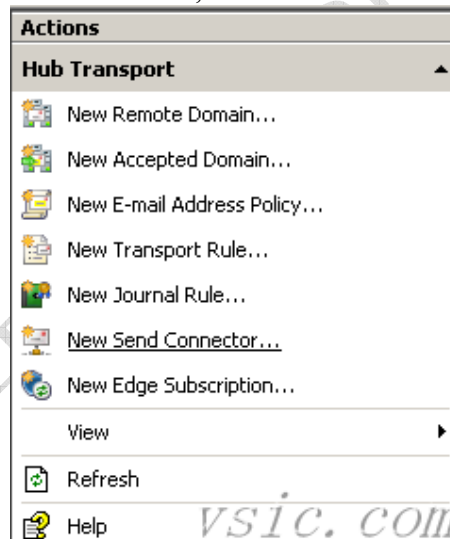 Actions
Hub Transport
New Remote Domain...
New Accepted Domain...
New E-mail Address Policy...
New Transport Rule...
New Journal Rule...
New Send Connector...
New Edge Subscription...
View
Refresh
Help
vsic.com